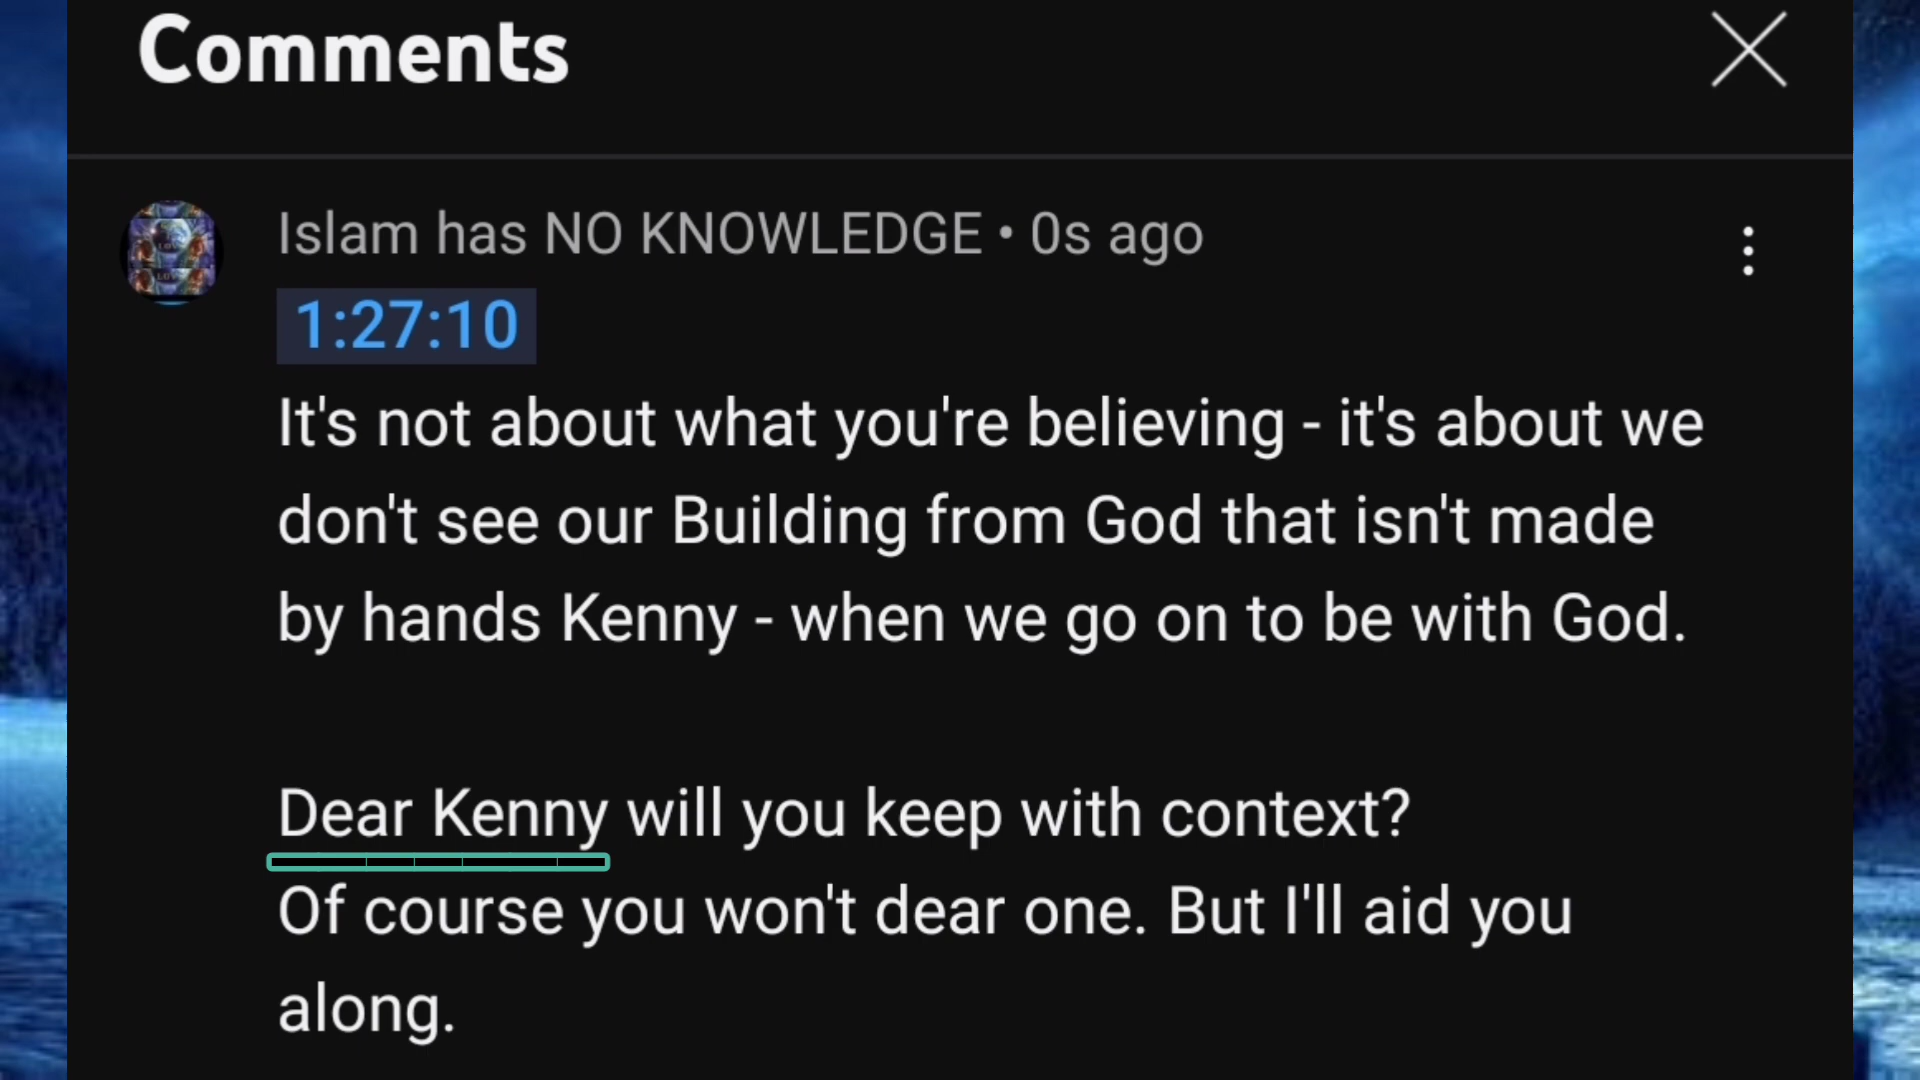 Comments
Islam has NO KNOWLEDGE • 0s ago
1:27:10
It's not about what you're believing - it's about we
don't see our Building from God that isn't made
by hands Kenny - when we go on to be with God.
Dear Kenny will you keep with context?
Of course you won't dear one. But I'll aid you
along.